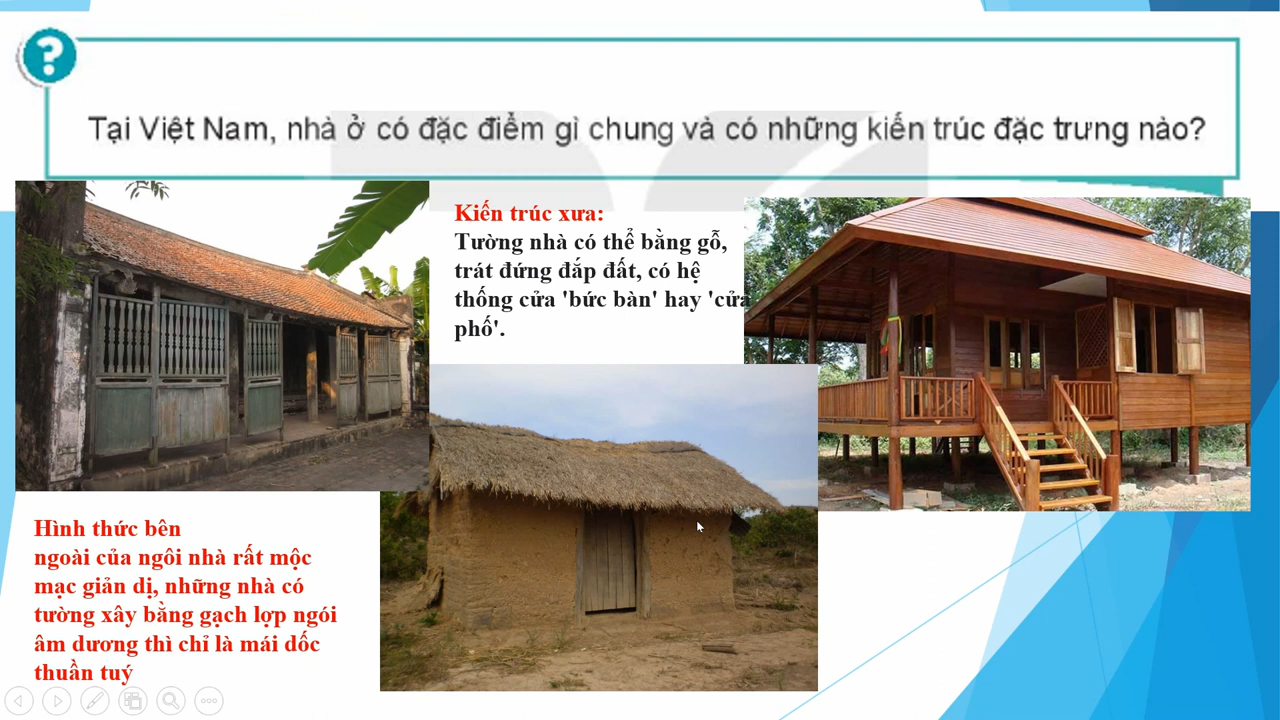 ?
Tại Việt Nam, nhà ở có đặc điểm gì chung và có những kiến trúc đặc trưng nào?
Kiến trúc xưa:
Tường nhà có thể bằng gỗ,
trát đứng đắp đất, có hệ
thống cửa 'bức bàn' hay 'cửa
phố'.
Hình thức bên
ngoài của ngôi nhà rất mộc
mạc giản dị, những nhà có
tường xây bằng gạch lợp ngói
âm dương thì chỉ là mái dốc
thuần tuý